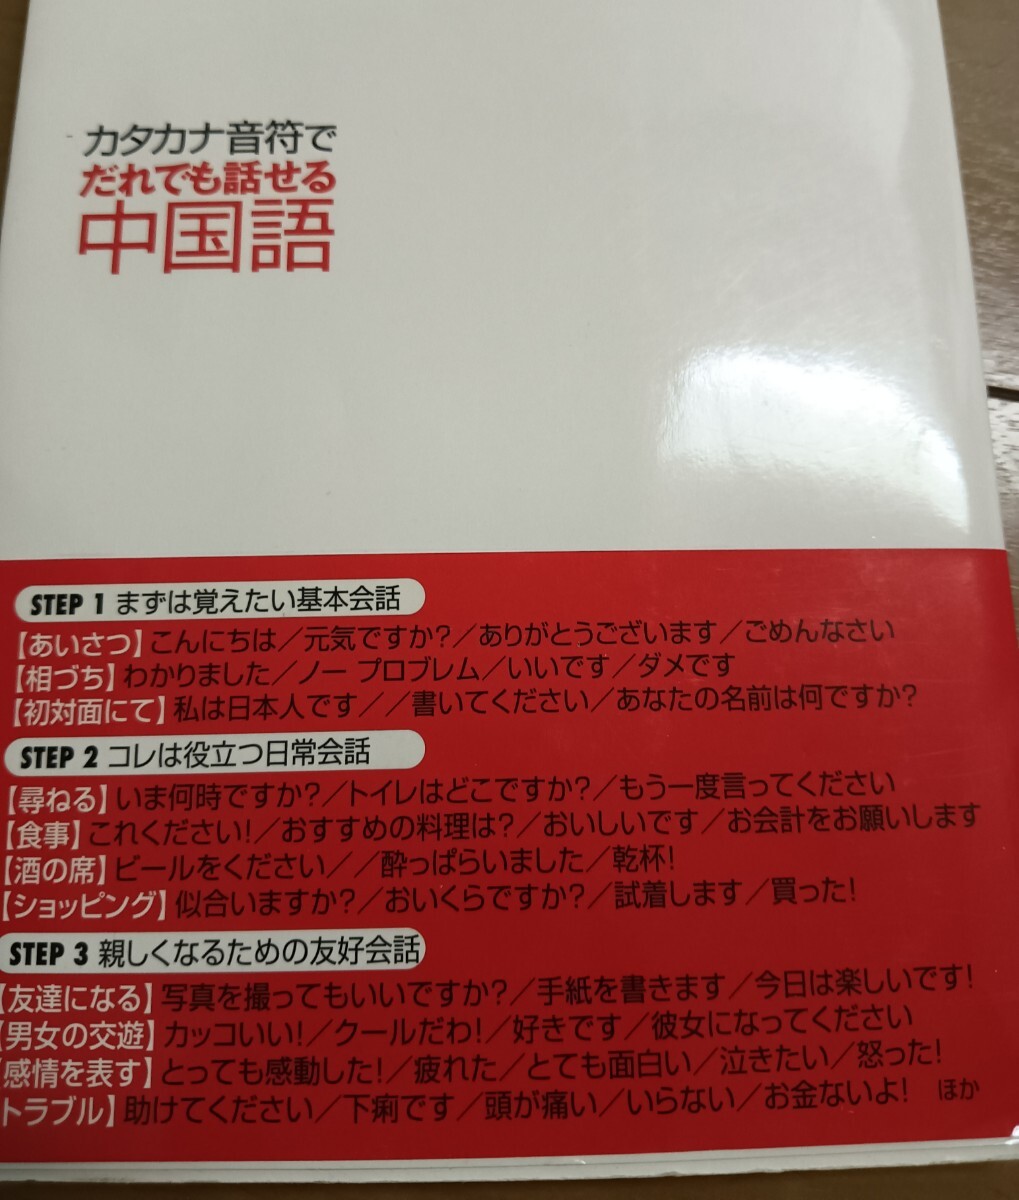 カタカナ音符で
だれでも話せる
中国語
STEP 1 まずは覚えたい基本会話
【あいさつ】こんにちは／元気ですか?／ありがとうございます／ごめんなさい
【相づち】わかりました／ノー プロブレム／いいです／ダメです
【初対面にて】私は日本人です／／書いてください／あなたの名前は何ですか?
STEP 2 コレは役立つ日常会話
【尋ねる】いま何時ですか?／トイレはどこですか?／もう一度言ってください
【食事】これください!／おすすめの料理は?／おいしいです／お会計をお願いします
【酒の席】ビールをください／／酔っぱらいました／乾杯!
【ショッピング】似合いますか?／おいくらですか?／試着します／買った!
STEP 3 親しくなるための友好会話
【友達になる】写真を撮ってもいいですか?／手紙を書きます／今日は楽しいです!
男女の交遊】カッコいい!／クールだわ!／好きです／彼女になってください
感情を表す】とっても感動した!／疲れた／とても面白い／泣きたい／怒った!
トラブル】助けてください／下痢です／頭が痛い／いらない／お金ないよ! ほか